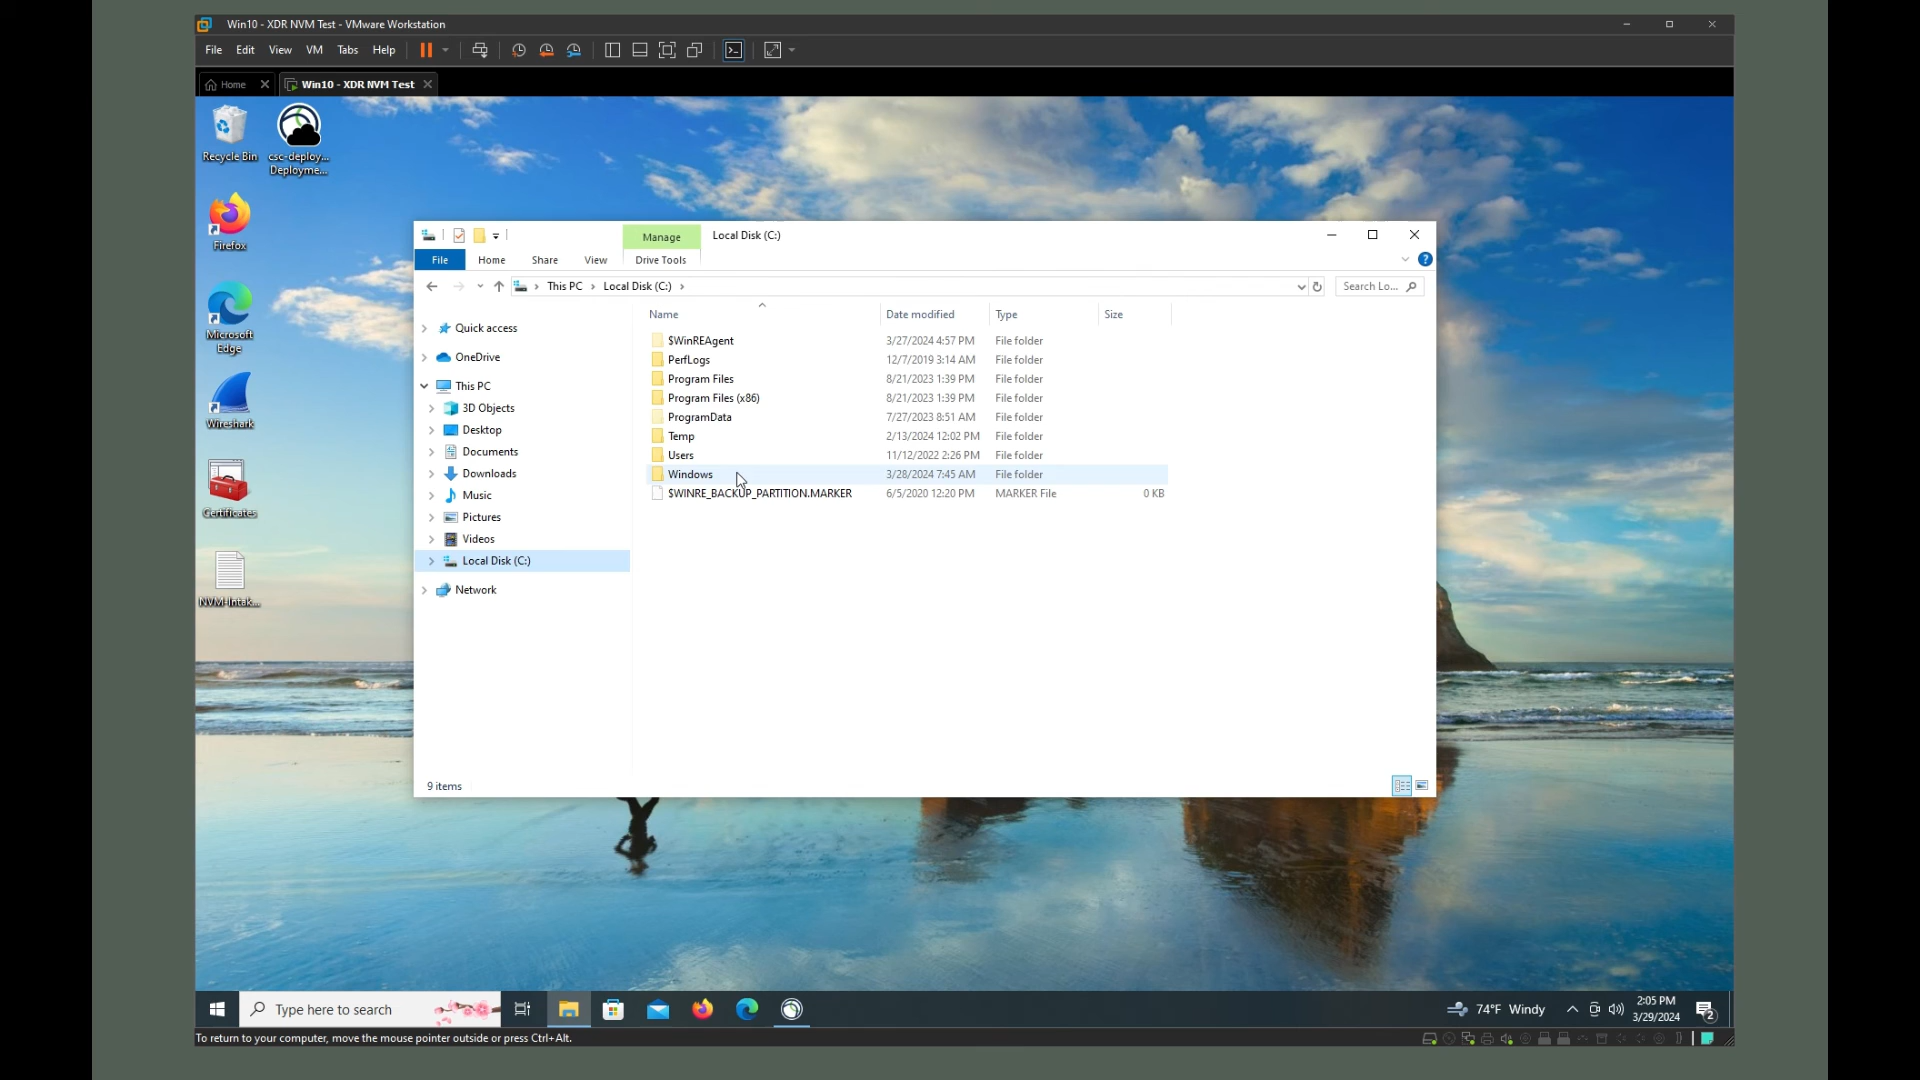 Win10 - XDR NVM Test - VMware Workstation
File Edit View VM Tabs Help
Home Win10 - XDR NVM Test
Recycle Bin
csc-deploy... Deployme...
Firefox
Microsoft Edge
Wireshark
Certificates
NVM-Intak...
Manage Local Disk (C:)
File Home Share View Drive Tools
This PC Local Disk (C:) Search Lo...
Quick access
OneDrive
This PC
3D Objects
Desktop
Documents
Downloads
Music
Pictures
Videos
Local Disk (C:)
Network
Name Date modified Type Size
$WinREAgent 3/27/2024 4:57 PM File folder
PerfLogs 12/7/2019 3:14 AM File folder
Program Files 8/21/2023 1:39 PM File folder
Program Files (x86) 8/21/2023 1:39 PM File folder
ProgramData 7/27/2023 8:51 AM File folder
Temp 2/13/2024 12:02 PM File folder
Users 11/12/2022 2:26 PM File folder
Windows 3/28/2024 7:45 AM File folder
$WINRE_BACKUP_PARTITION.MARKER 6/5/2020 12:20 PM MARKER File 0 KB
9 items
Type here to search
74°F Windy
2:05 PM
3/29/2024
2
To return to your computer, move the mouse pointer outside or press Ctrl+Alt.